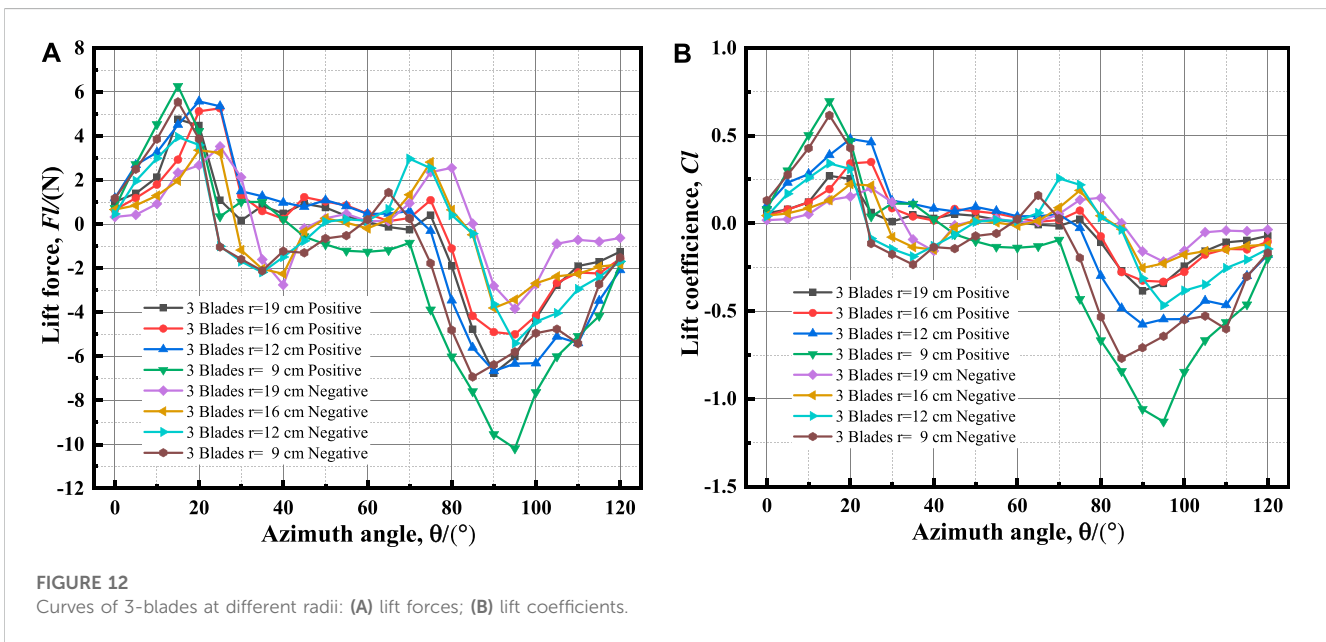 A
Lift force, Fl/(N)
8
6
4
2
0
-2
-4
-6
-8
-10
-12
3 Blades r=19 cm Positive
3 Blades r=16 cm Positive
3 Blades r=12 cm Positive
3 Blades r= 9 cm Positive
3 Blades r=19 cm Negative
3 Blades r=16 cm Negative
3 Blades r=12 cm Negative
3 Blades r= 9 cm Negative
0 20 40 60 80 100 120
Azimuth angle, θ/(°)
B
Lift coefficience, Cl
1.0
0.5
0.0
-0.5
-1.0
-1.5
3 Blades r=19 cm Positive
3 Blades r=16 cm Positive
3 Blades r=12 cm Positive
3 Blades r= 9 cm Positive
3 Blades r=19 cm Negative
3 Blades r=16 cm Negative
3 Blades r=12 cm Negative
3 Blades r= 9 cm Negative
0 20 40 60 80 100 120
Azimuth angle, θ/(°)
FIGURE 12
Curves of 3-blades at different radii: (A) lift forces; (B) lift coefficients.